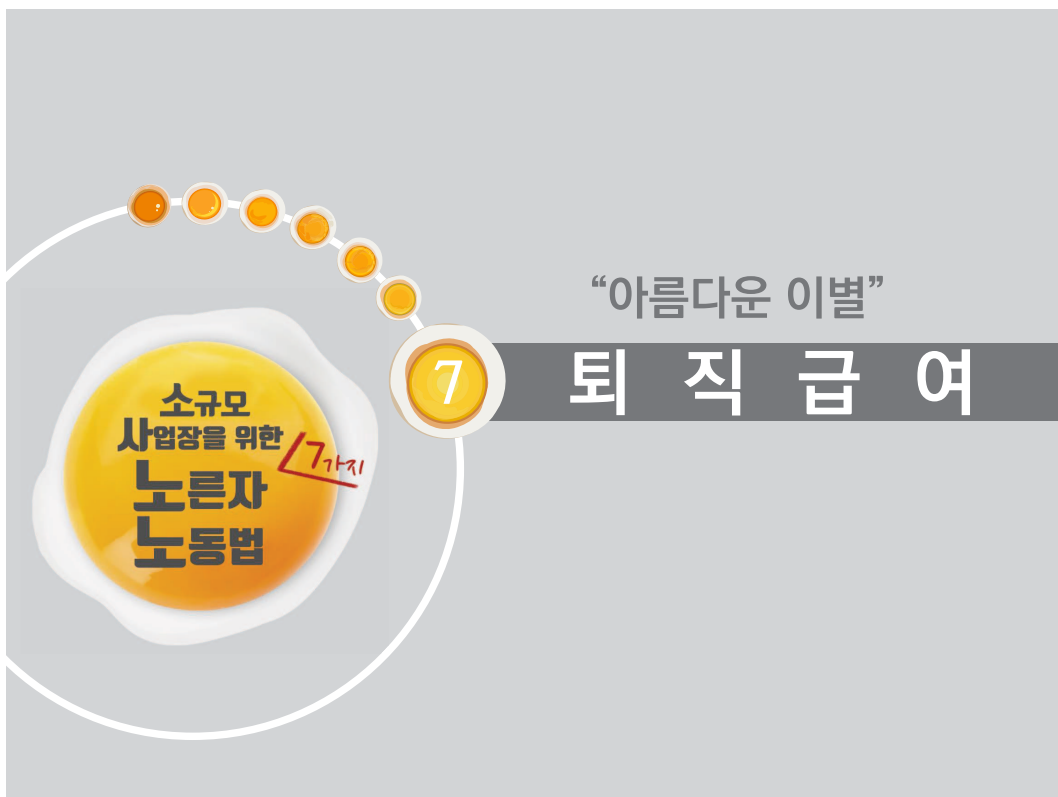 “아름다운 이별”
7
퇴 직 급 여
소규모
사업장을 위한
7가지
노른자
노동법